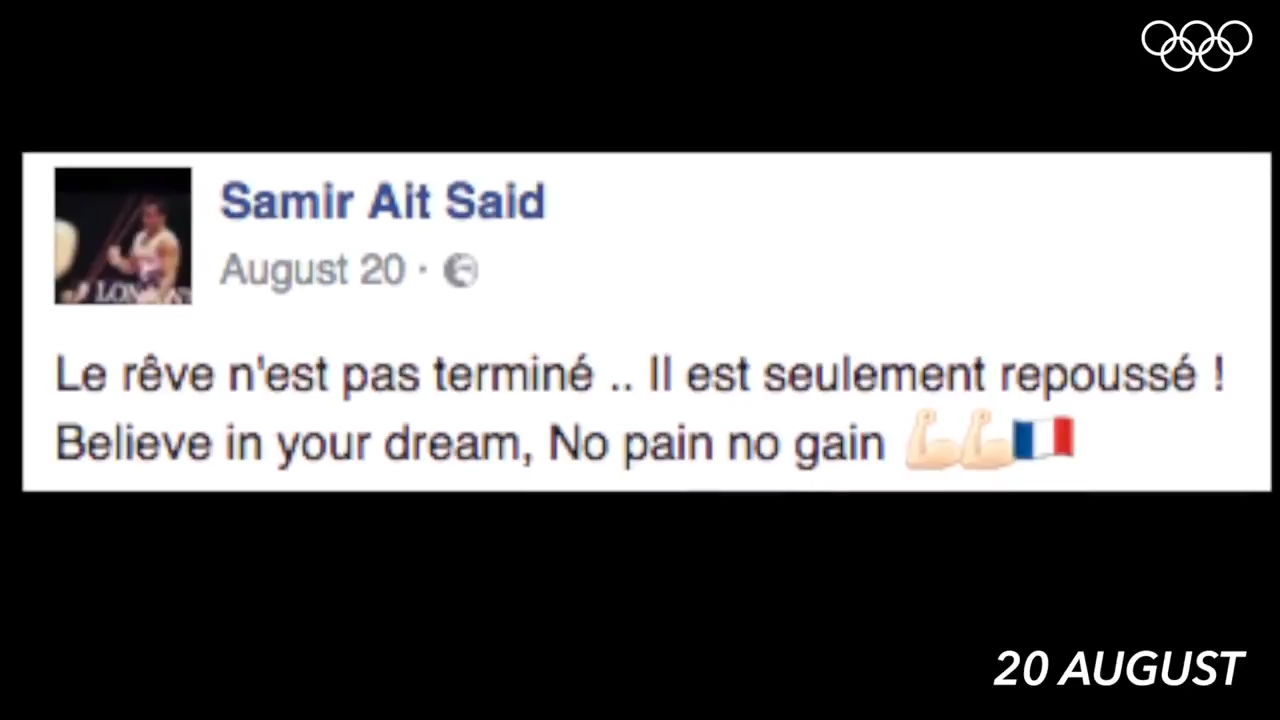 Samir Ait Said
August 20 ·
Le rêve n'est pas terminé .. Il est seulement repoussé !
Believe in your dream, No pain no gain 💪🏻💪🏻🇫🇷
20 AUGUST